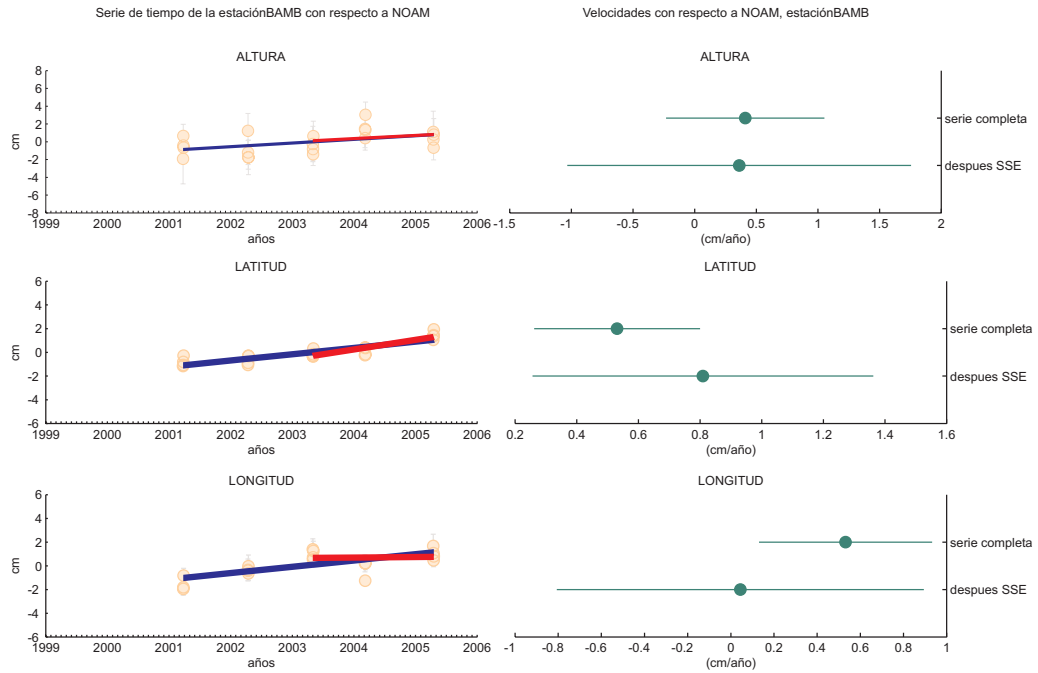 Serie de tiempo de la estaciónBAMB con respecto a NOAM
Velocidades con respecto a NOAM, estaciónBAMB
ALTURA
8
6
4
2
0
-2
-4
-6
-8
cm
1999 2000 2001 2002 2003 2004 2005 2006
años
ALTURA
serie completa
despues SSE
-1.5 -1 -0.5 0 0.5 1 1.5 2
(cm/año)
LATITUD
6
4
2
0
-2
-4
-6
cm
1999 2000 2001 2002 2003 2004 2005 2006
años
LATITUD
serie completa
despues SSE
0.2 0.4 0.6 0.8 1 1.2 1.4 1.6
(cm/año)
LONGITUD
6
4
2
0
-2
-4
-6
cm
1999 2000 2001 2002 2003 2004 2005 2006
años
LONGITUD
serie completa
despues SSE
-1 -0.8 -0.6 -0.4 -0.2 0 0.2 0.4 0.6 0.8 1
(cm/año)